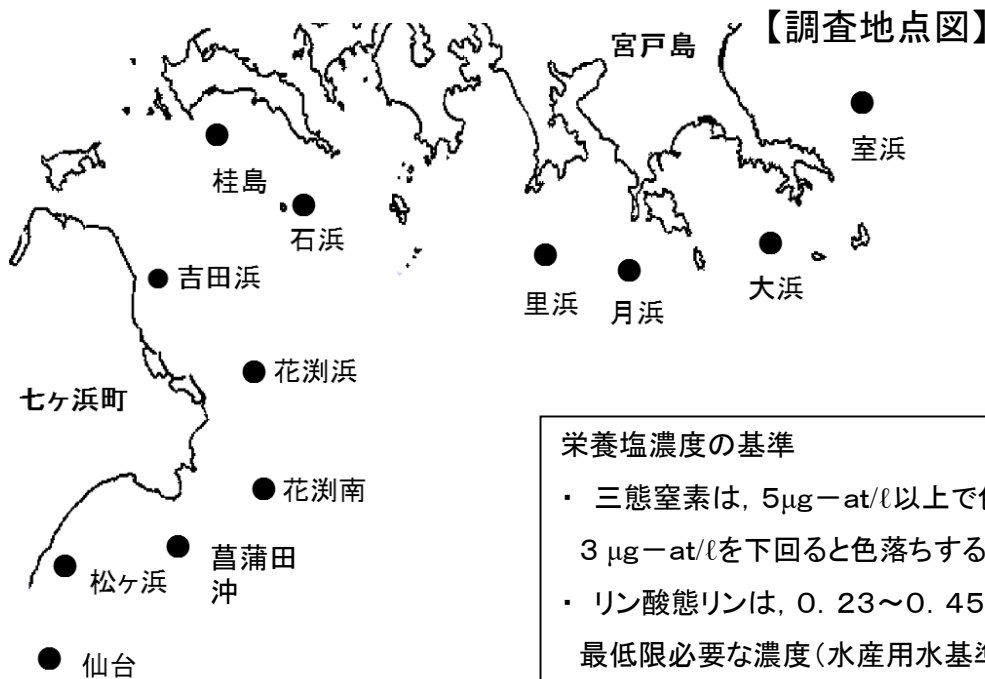 【調査地点図】
宮戸島
室浜
桂島
石浜
大浜
里浜
月浜
吉田浜
花渕浜
七ヶ浜町
花渕南
菖蒲田
沖
松ヶ浜
仙台
栄養塩濃度の基準
・ 三態窒素は，5μg－at/ℓ以上で
3 μg－at/ℓを下回ると色落ちする
・ リン酸態リンは，0．23～0．45
最低限必要な濃度（水産用水基準